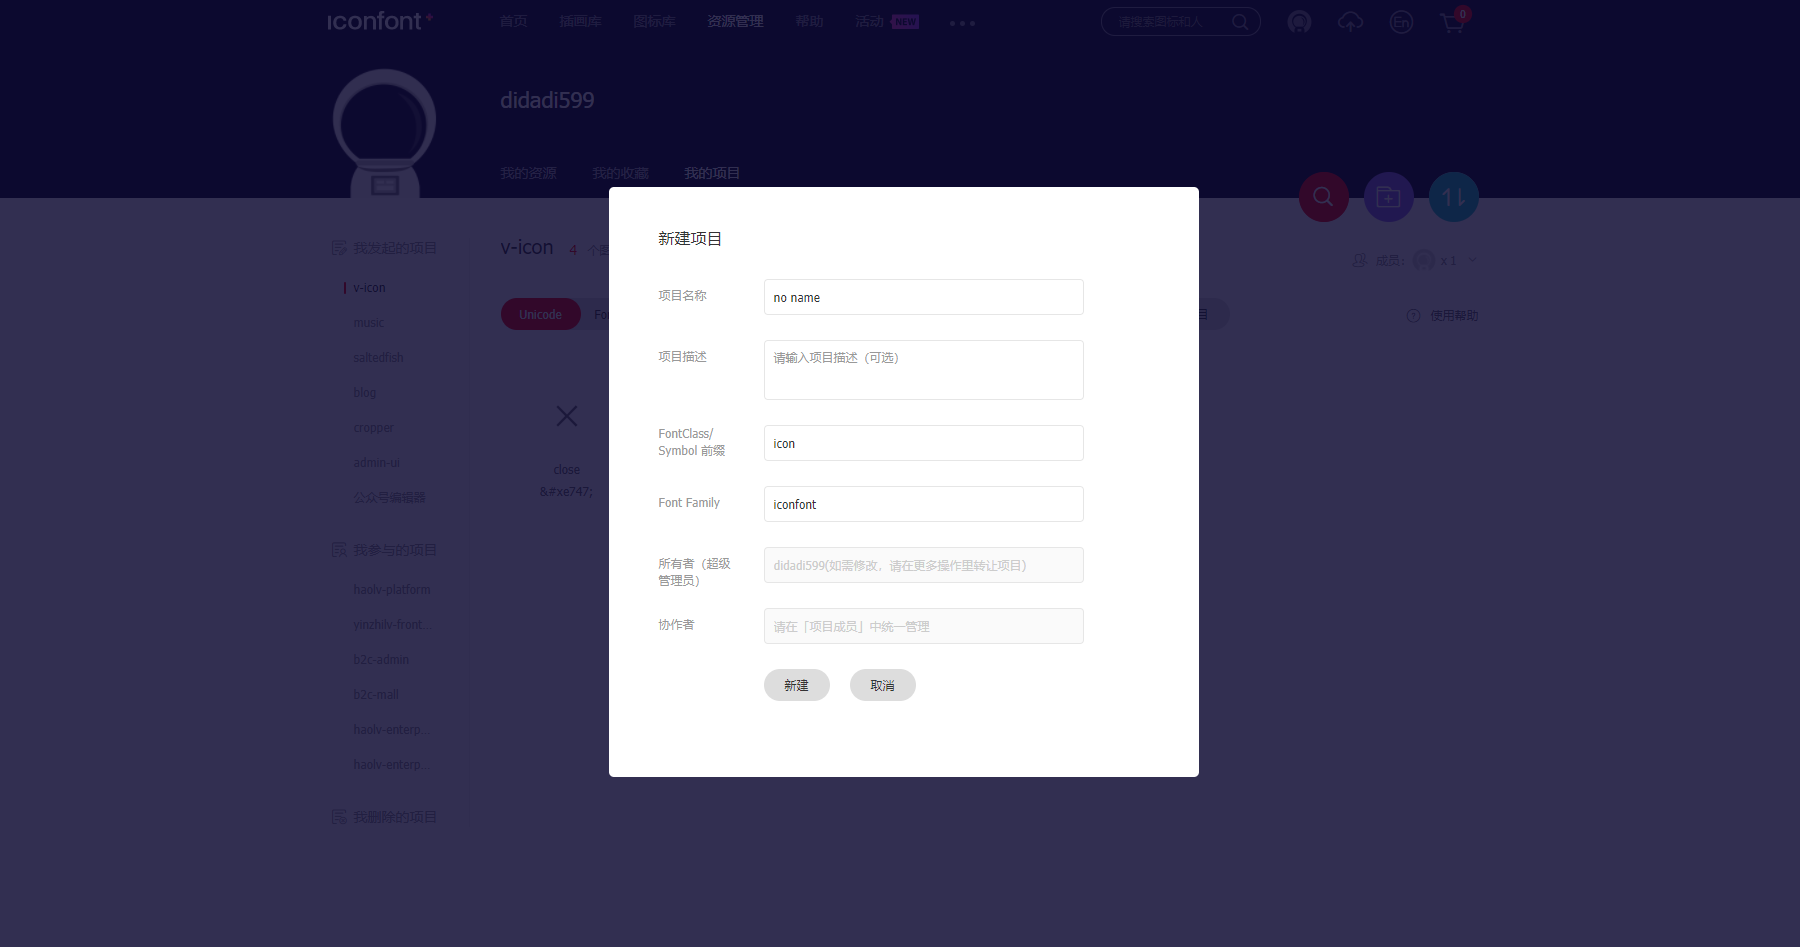 iconfont+
首页 插画库 图标库 资源管理 帮助 活动 NEW
请搜索图标和人
En
0
didadi599
我的资源 我的收藏 我的项目
我发起的项目
v-icon
music
saltedfish
blog
cropper
admin-ui
公众号编辑器
我参与的项目
haolv-platform
yinzhilv-front...
b2c-admin
b2c-mall
haolv-enterp...
haolv-enterp...
我删除的项目
v-icon 4 个
成员: x 1
Unicode Fo
使用帮助
close
&#xe747;
新建项目
项目名称
no name
项目描述
请输入项目描述（可选）
FontClass/
Symbol 前缀
icon
Font Family
iconfont
所有者（超级
管理员）
didadi599(如需修改，请在更多操作里转让项目)
协作者
请在「项目成员」中统一管理
新建 取消